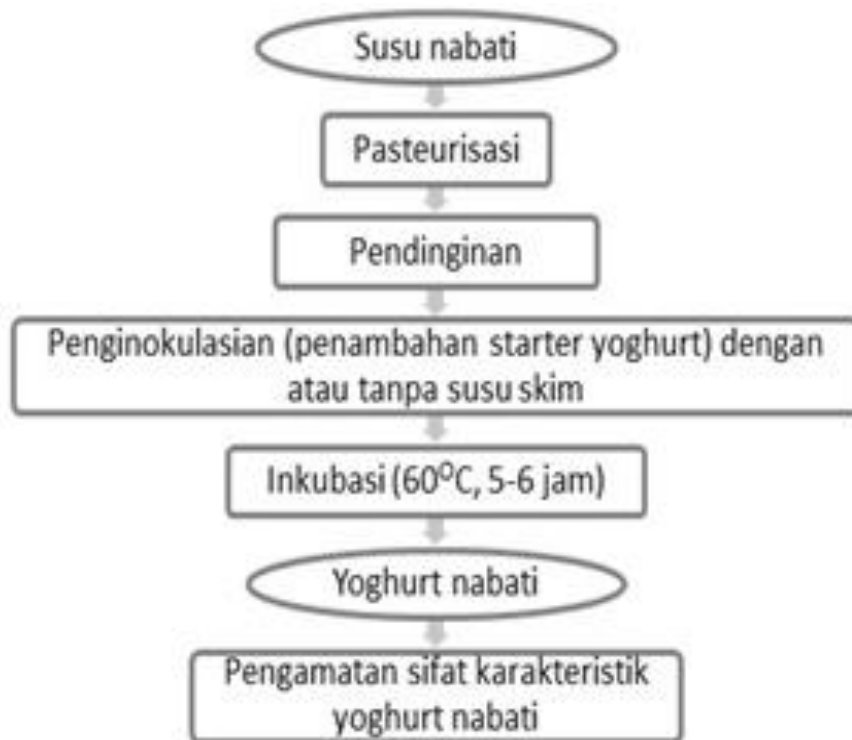 Susu nabati
Pasteurisasi
Pendinginan
Penginokulasian (penambahan starter yoghurt) dengan
atau tanpa susu skim
Inkubasi (60⁰C, 5-6 jam)
Yoghurt nabati
Pengamatan sifat karakteristik
yoghurt nabati